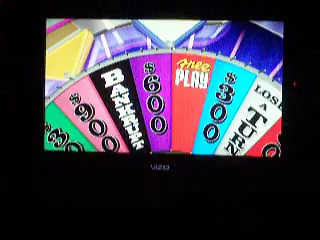 $900
BANKRUPT
$600
FREE
PLAY
$300
LOSE
A
TURN
VIZIO